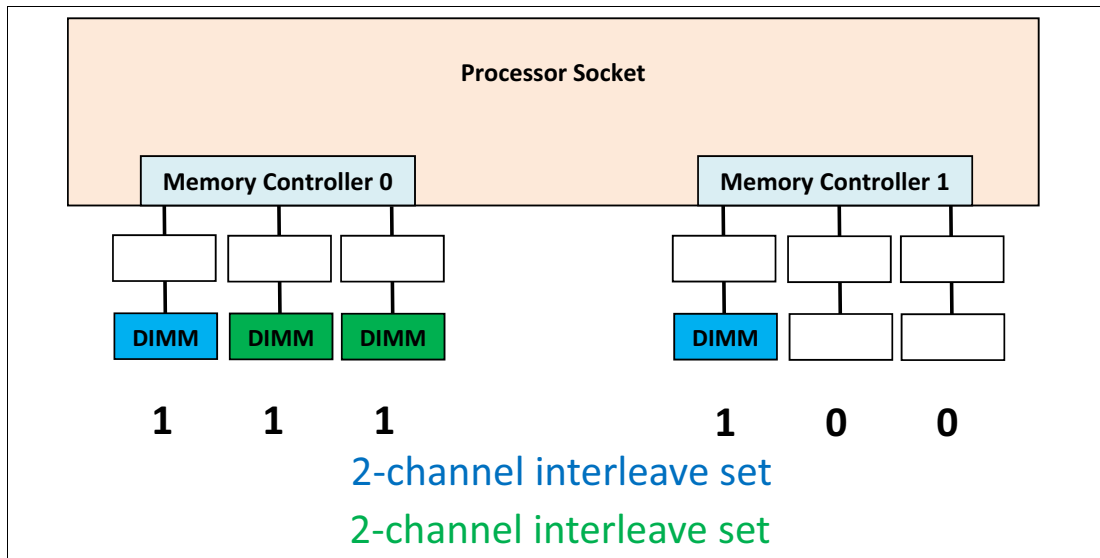 Processor Socket
Memory Controller 0 Memory Controller 1
DIMM DIMM DIMM DIMM
1 1 1 1 0 0
2-channel interleave set
2-channel interleave set